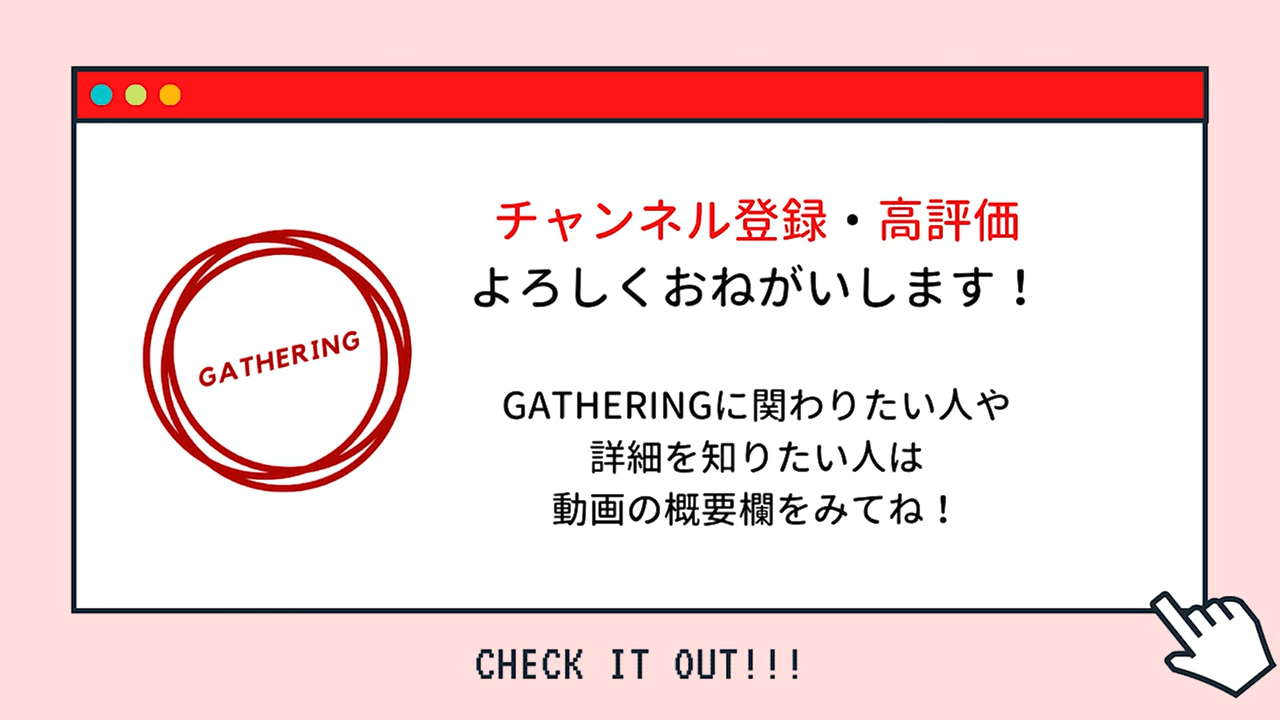 チャンネル登録・高評価
よろしくおねがいします！
GATHERING
GATHERINGに関わりたい人や
詳細を知りたい人は
動画の概要欄をみてね！
CHECK IT OUT!!!